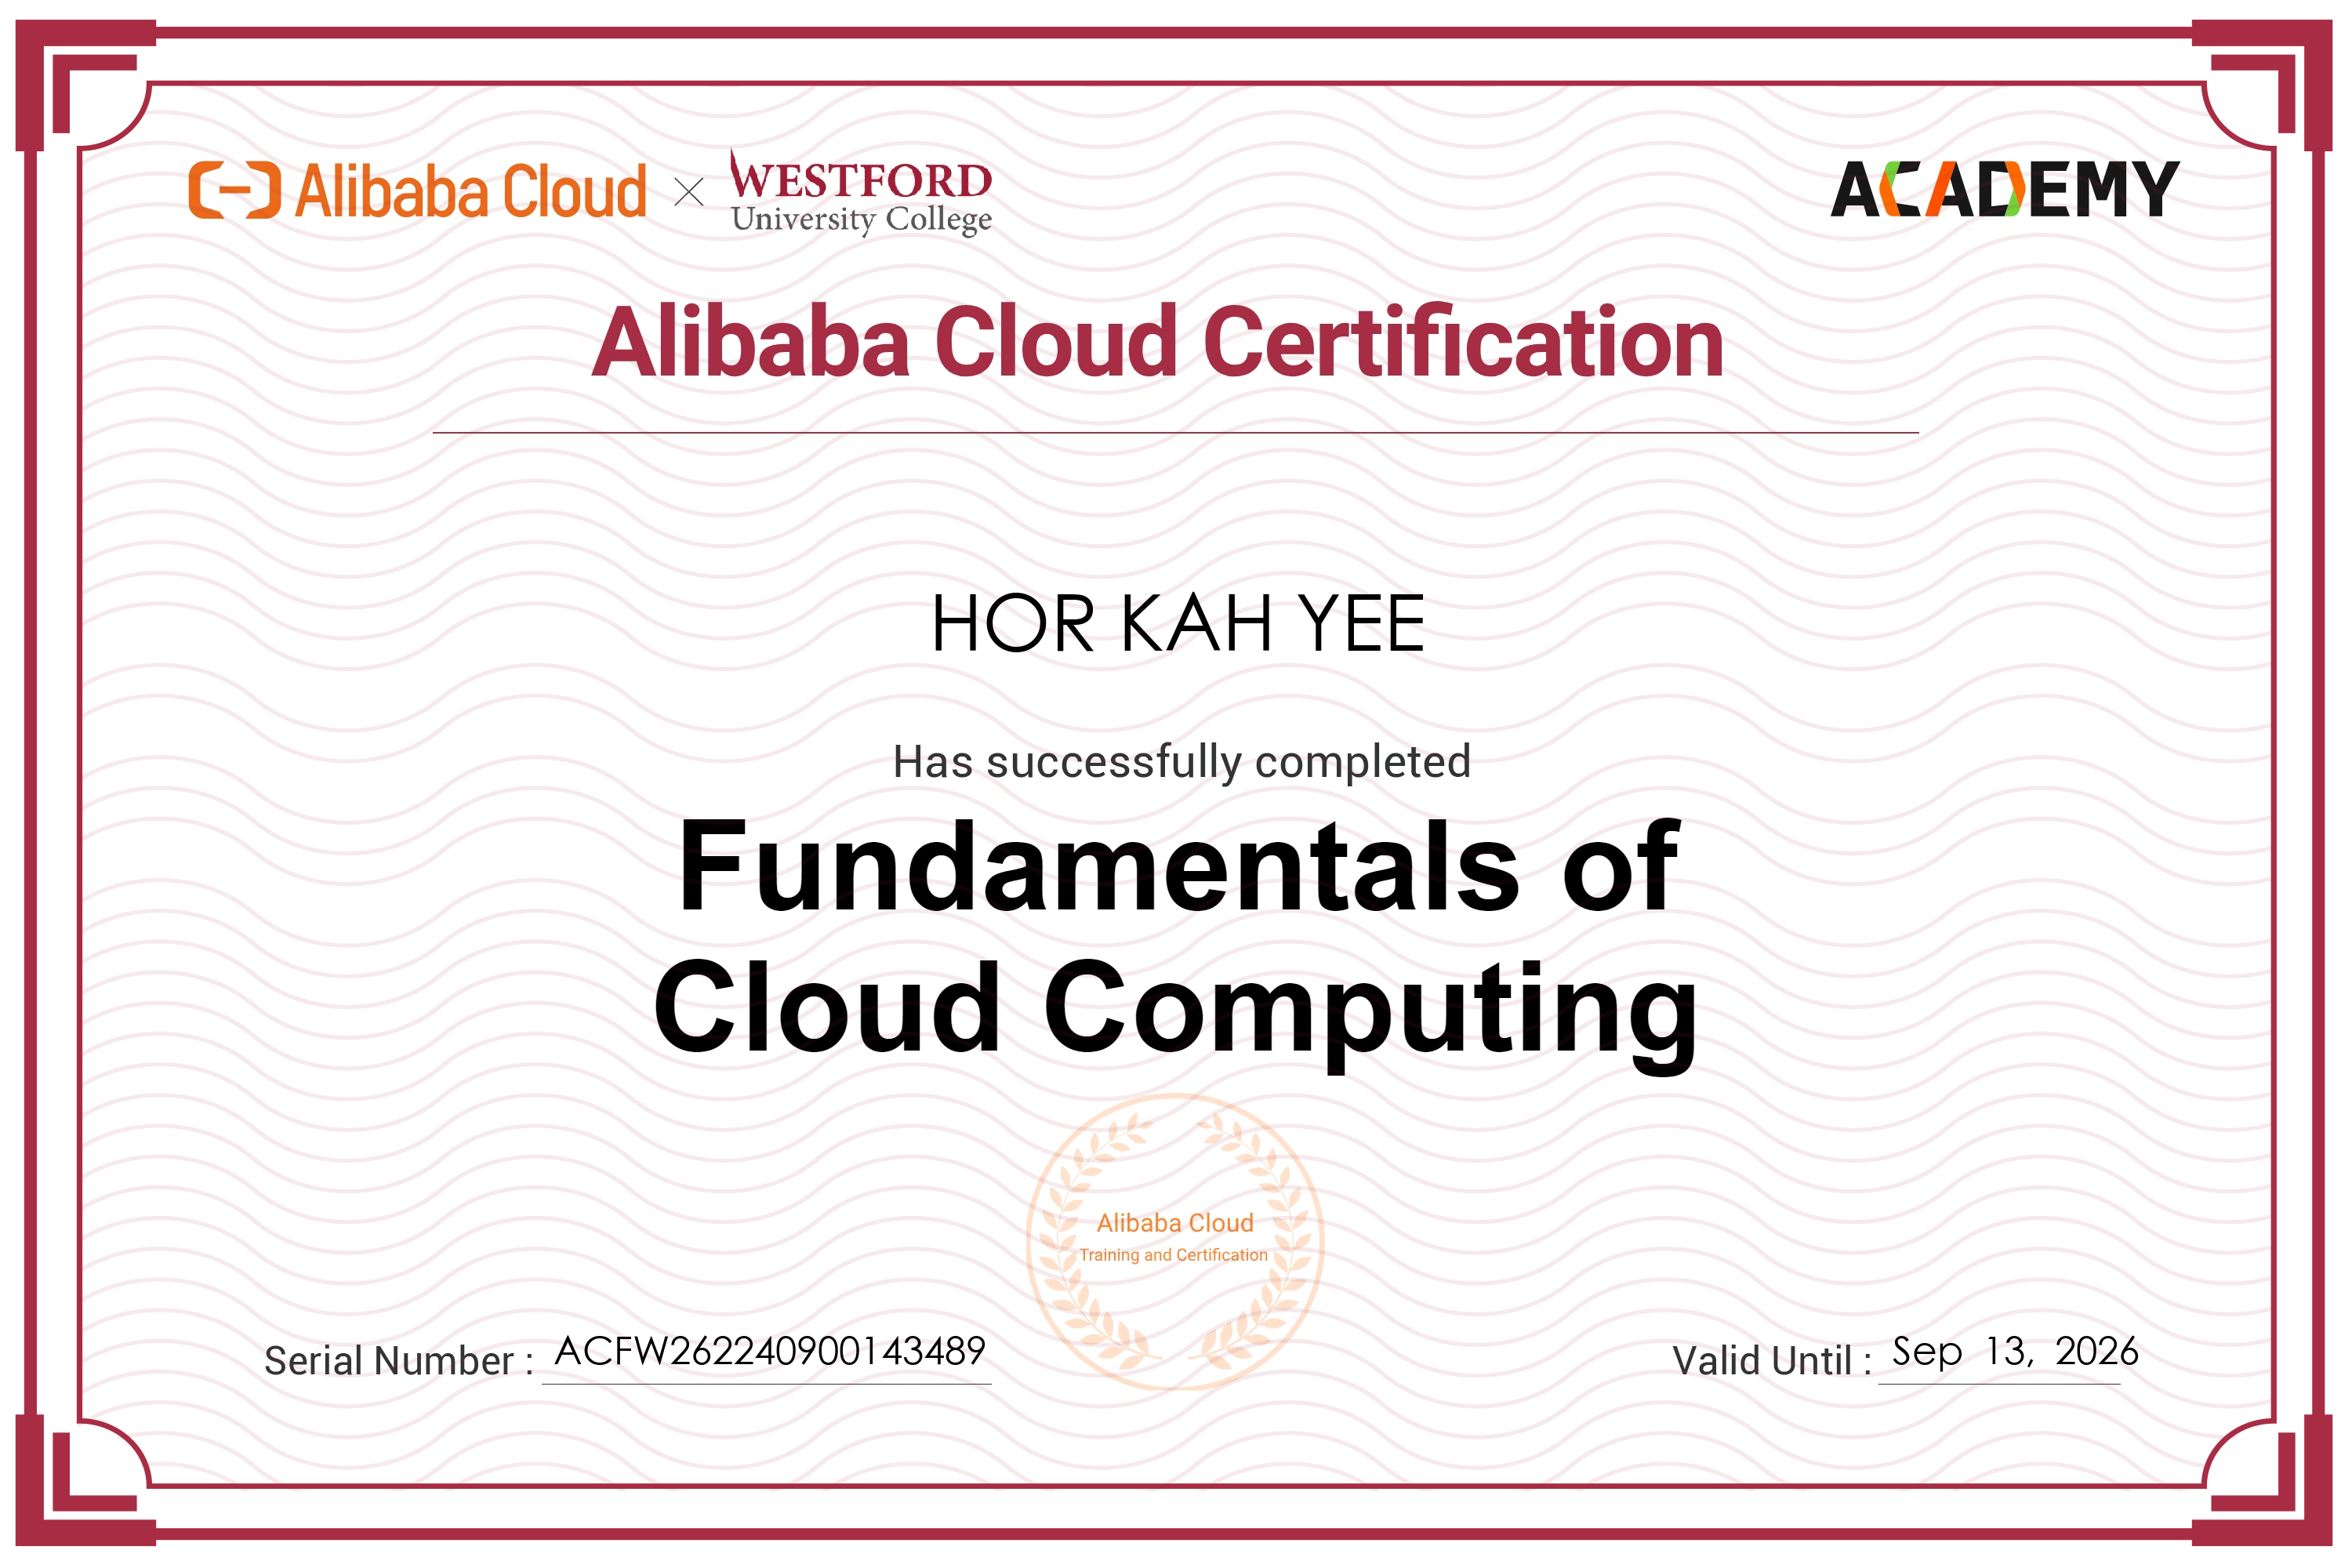 Alibaba Cloud × WESTFORD University College
ACADEMY
Alibaba Cloud Certification
HOR KAH YEE
Has successfully completed
Fundamentals of
Cloud Computing
Alibaba Cloud
Training and Certification
Serial Number : ACFW262240900143489
Valid Until : Sep 13, 2026